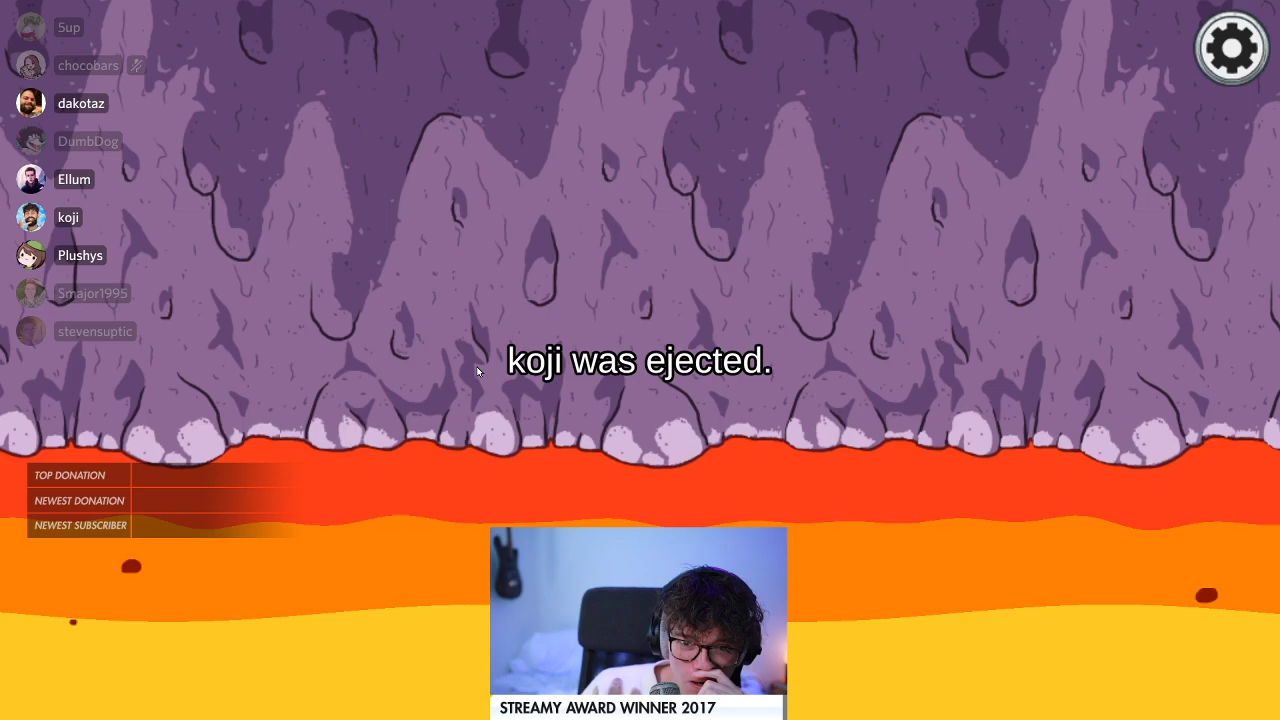 5up
chocobars
dakotaz
DumbDog
Ellum
koji
Plushys
Smajor1995
stevensuptic
koji was ejected.
TOP DONATION
NEWEST DONATION
NEWEST SUBSCRIBER
STREAMY AWARD WINNER 2017